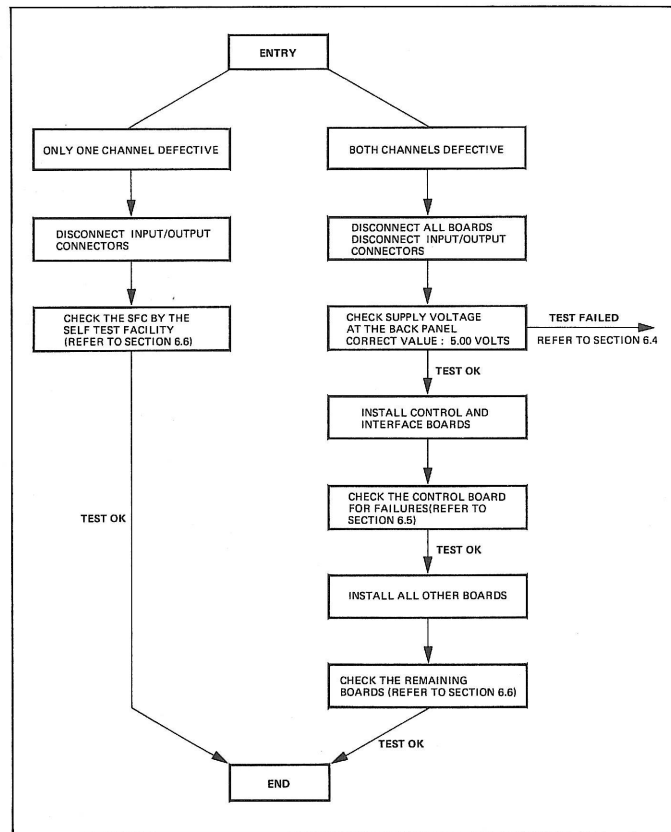 ENTRY
ONLY ONE CHANNEL DEFECTIVE
BOTH CHANNELS DEFECTIVE
DISCONNECT INPUT/OUTPUT
CONNECTORS
DISCONNECT ALL BOARDS
DISCONNECT INPUT/OUTPUT
CONNECTORS
CHECK THE SFC BY THE
SELF TEST FACILITY
(REFER TO SECTION 6.6)
CHECK SUPPLY VOLTAGE
AT THE BACK PANEL
CORRECT VALUE : 5.00 VOLTS
TEST FAILED
REFER TO SECTION 6.4
TEST OK
INSTALL CONTROL AND
INTERFACE BOARDS
CHECK THE CONTROL BOARD
FOR FAILURES(REFER TO
SECTION 6.5)
TEST OK
TEST OK
INSTALL ALL OTHER BOARDS
CHECK THE REMAINING
BOARDS (REFER TO SECTION 6.6)
TEST OK
END